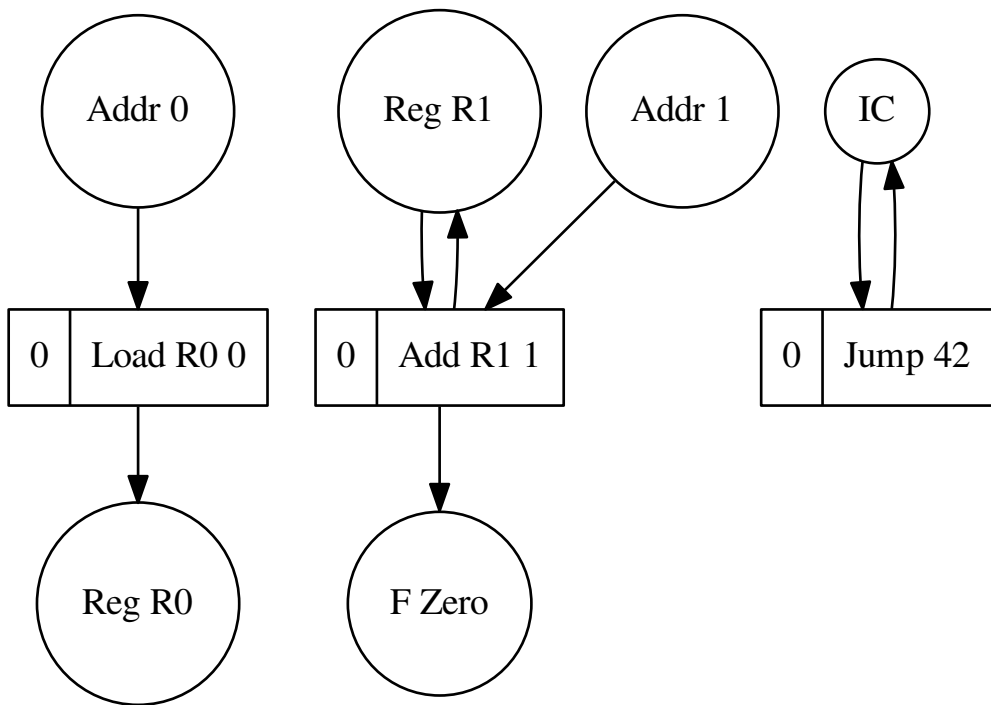 Addr 0
Reg R1
Addr 1
IC
0 Load R0 0
0 Add R1 1
0 Jump 42
Reg R0
F Zero